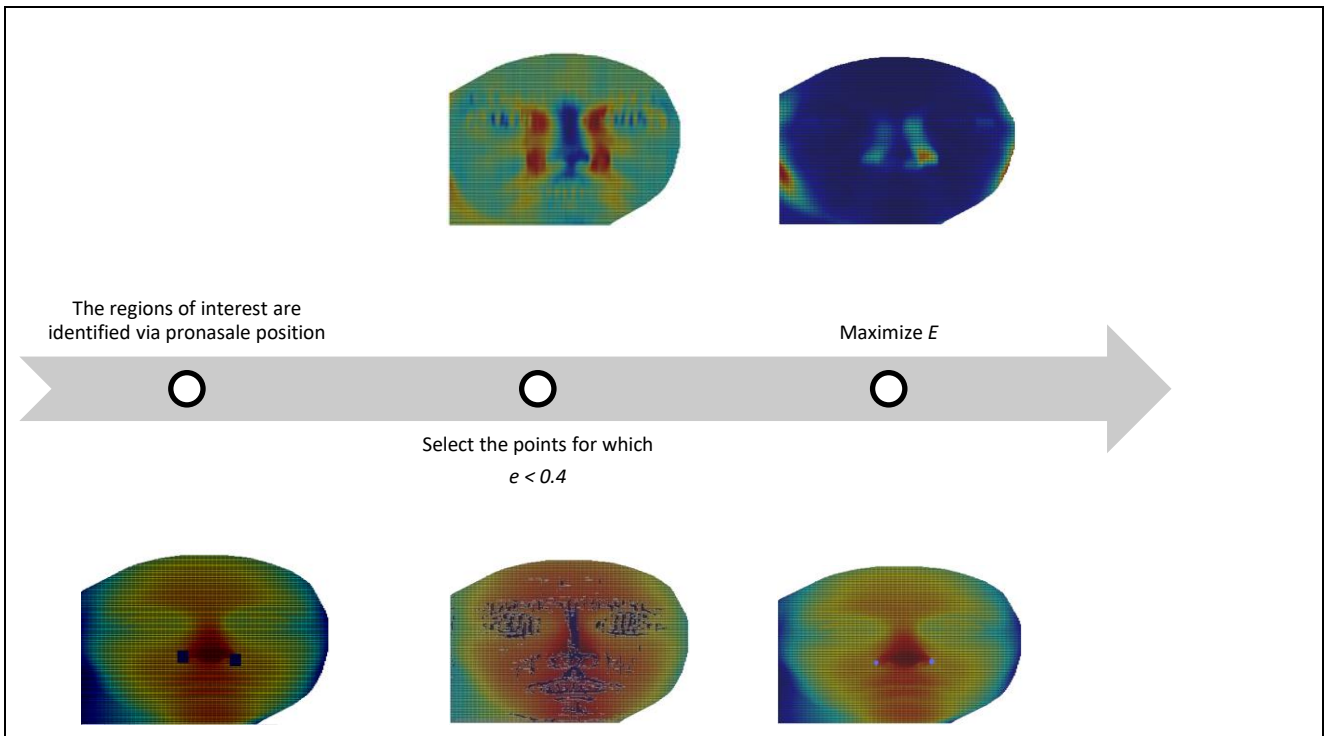 The regions of interest are
identified via pronasale position
Maximize E
Select the points for which
e < 0.4